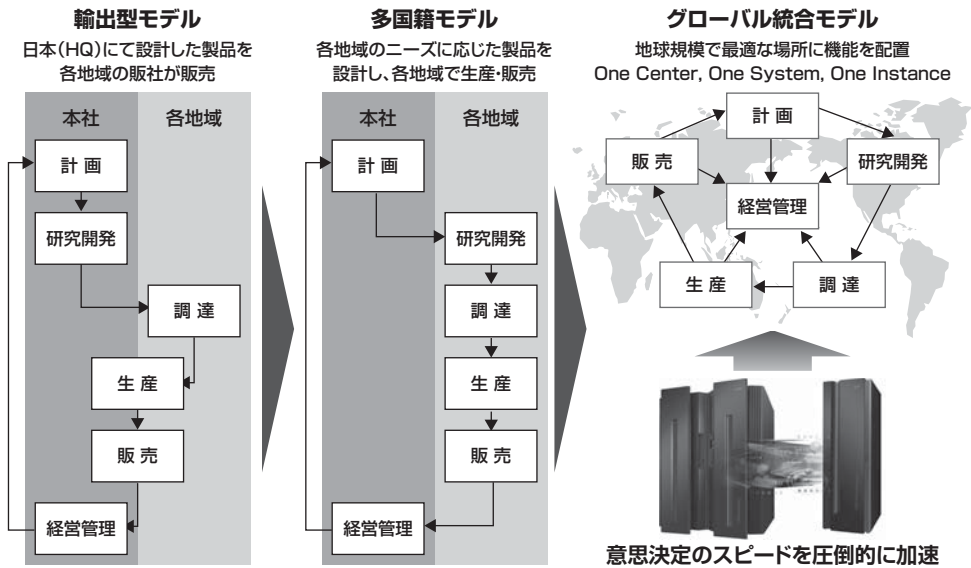 輸出型モデル
日本(HQ)にて設計した製品を
各地域の販社が販売
本社
各地域
計画
研究開発
調達
生産
販売
経営管理
多国籍モデル
各地域のニーズに応じた製品を
設計し、各地域で生産・販売
本社
各地域
計画
研究開発
調達
生産
販売
経営管理
グローバル統合モデル
地球規模で最適な場所に機能を配置
One Center, One System, One Instance
計画
販売
研究開発
経営管理
生産
調達
意思決定のスピードを圧倒的に加速